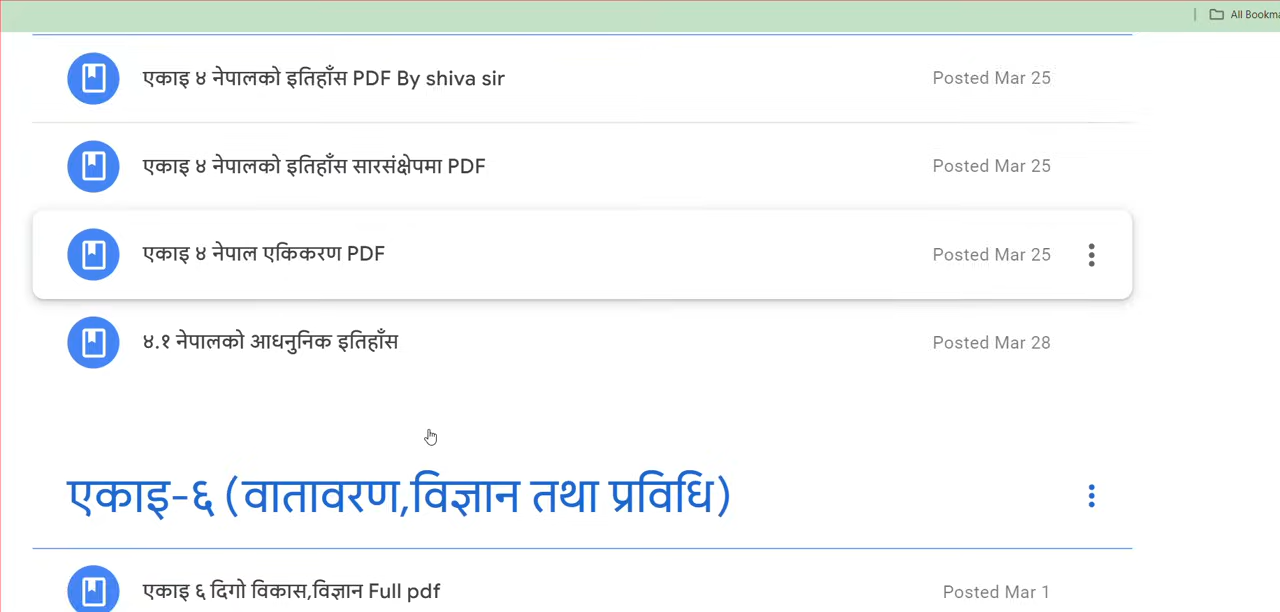 All Bookma
एकाइ ४ नेपालको इतिहाँस PDF By shiva sir
Posted Mar 25
एकाइ ४ नेपालको इतिहाँस सारसंक्षेपमा PDF
Posted Mar 25
एकाइ ४ नेपाल एकिकरण PDF
Posted Mar 25
४.१ नेपालको आधनुनिक इतिहाँस
Posted Mar 28
एकाइ-६ (वातावरण,विज्ञान तथा प्रविधि)
एकाइ ६ दिगो विकास,विज्ञान Full pdf
Posted Mar 1